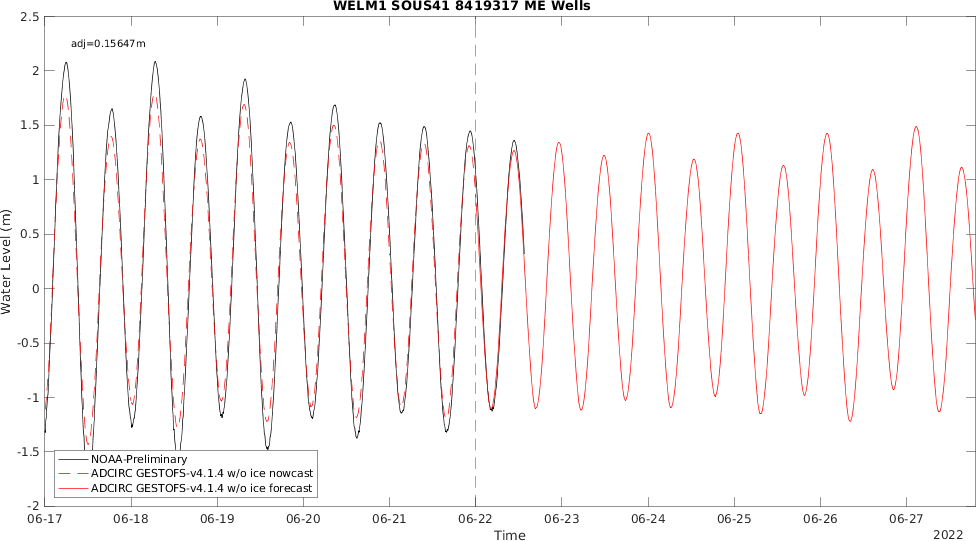 WELM1 SOUS41 8419317 ME Wells
adj=0.15647m
2.5
2
1.5
1
0.5
0
-0.5
-1
-1.5
-2
Water Level (m)
NOAA-Preliminary
ADCIRC GESTOFS-v4.1.4 w/o ice nowcast
ADCIRC GESTOFS-v4.1.4 w/o ice forecast
06-17 06-18 06-19 06-20 06-21 06-22 06-23 06-24 06-25 06-26 06-27
Time
2022